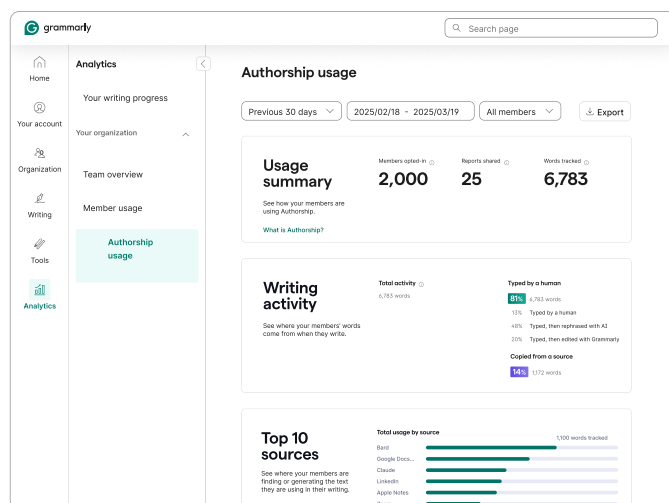 grammarly
Search page
Home
Your account
Organization
Writing
Tools
Analytics
Analytics
Your writing progress
Your organization
Team overview
Member usage
Authorship
usage
Authorship usage
Previous 30 days
2025/02/18 - 2025/03/19
All members
Export
Usage
summary
See how your members are
using Authorship.
What is Authorship?
Members opted-in
2,000
Reports shared
25
Words tracked
6,783
Writing
activity
See where your members' words
come from when they write.
Total activity
6,783 words
Typed by a human
81% 6,783 words
13% Typed by a human
48% Typed, then rephrased with AI
20% Typed, then edited with Grammarly
Copied from a source
14% 1,172 words
Top 10
sources
See where your members are
finding or generating the text
they are using in their writing.
Total usage by source
1,100 words tracked
Bard
Google Docs...
Claude
LinkedIn
Apple Notes